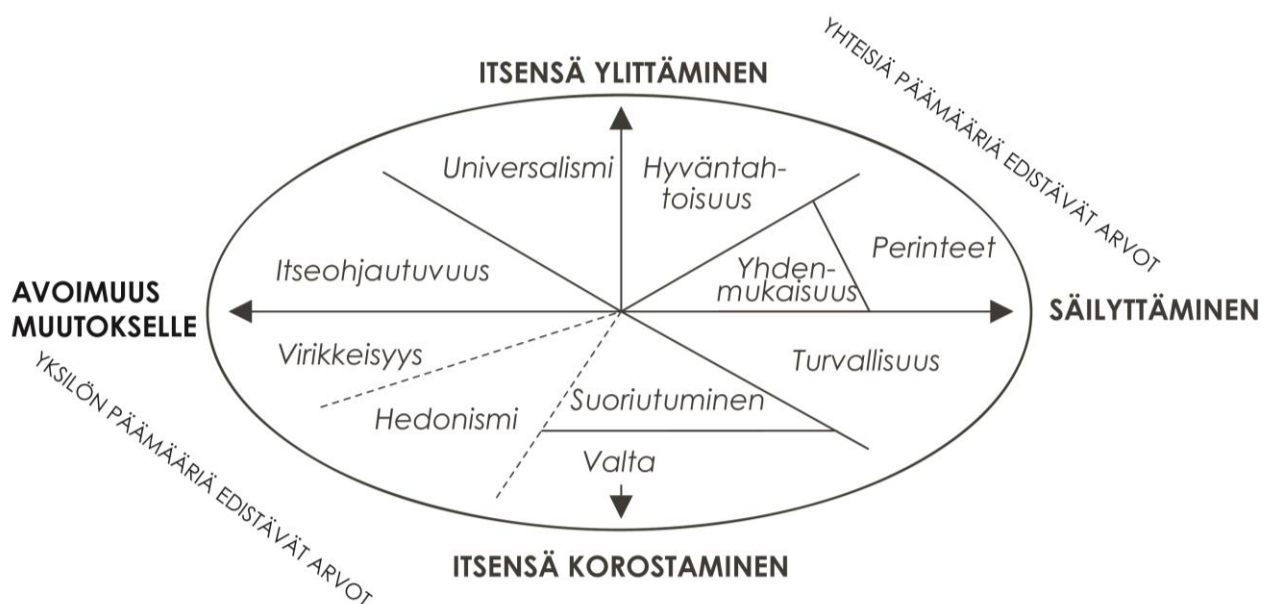 YHTEISIÄ PÄÄMÄÄRIÄ EDISTÄVÄT ARVOT
ITSENSÄ YLITTÄMINEN
Universalismi
Hyväntah-
toisuus
Perinteet
Itseohjautuvuus
Yhden-
mukaisuus
AVOIMUUS
MUUTOKSELLE
SÄILYTTÄMINEN
Virikkeisyys
Turvallisuus
Hedonismi
Suoriutuminen
Valta
YKSILÖN PÄÄMÄÄRIÄ EDISTÄVÄT ARVOT
ITSENSÄ KOROSTAMINEN